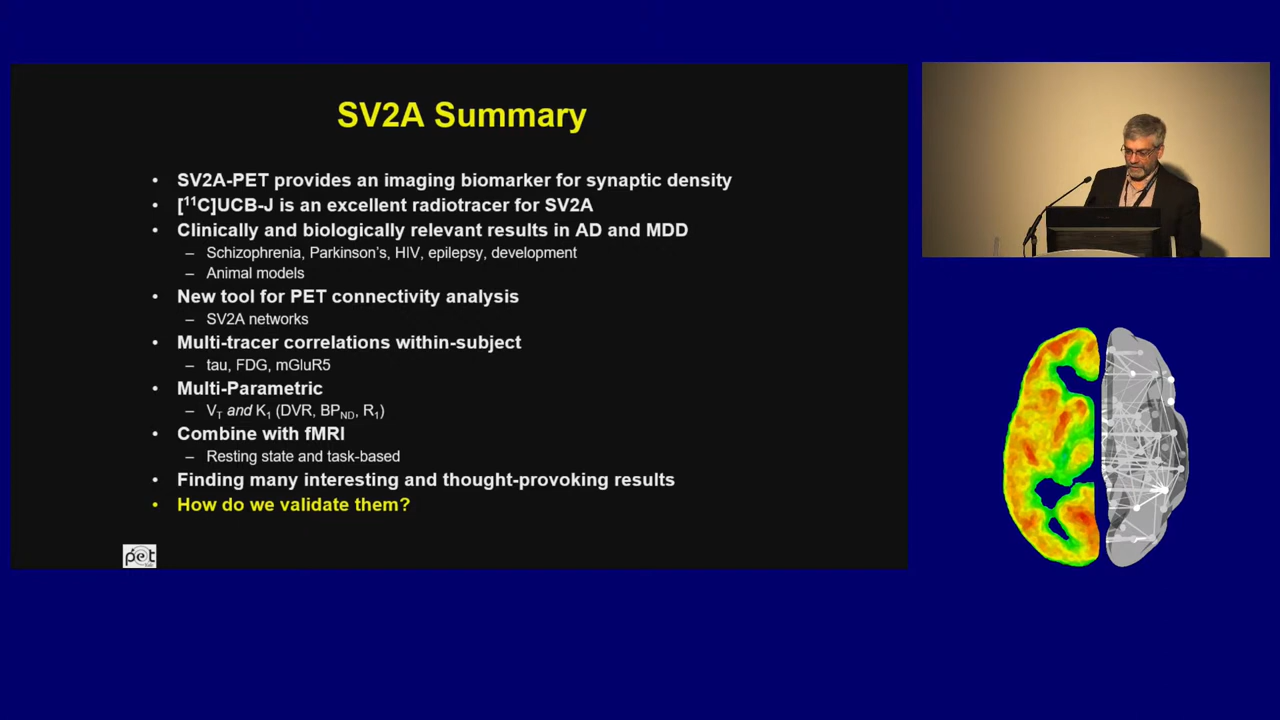 SV2A Summary
• SV2A-PET provides an imaging biomarker for synaptic density
• [¹¹C]UCB-J is an excellent radiotracer for SV2A
• Clinically and biologically relevant results in AD and MDD
– Schizophrenia, Parkinson's, HIV, epilepsy, development
– Animal models
• New tool for PET connectivity analysis
– SV2A networks
• Multi-tracer correlations within-subject
– tau, FDG, mGluR5
• Multi-Parametric
– V_T and K₁ (DVR, BP_ND, R₁)
• Combine with fMRI
– Resting state and task-based
• Finding many interesting and thought-provoking results
• How do we validate them?
pet